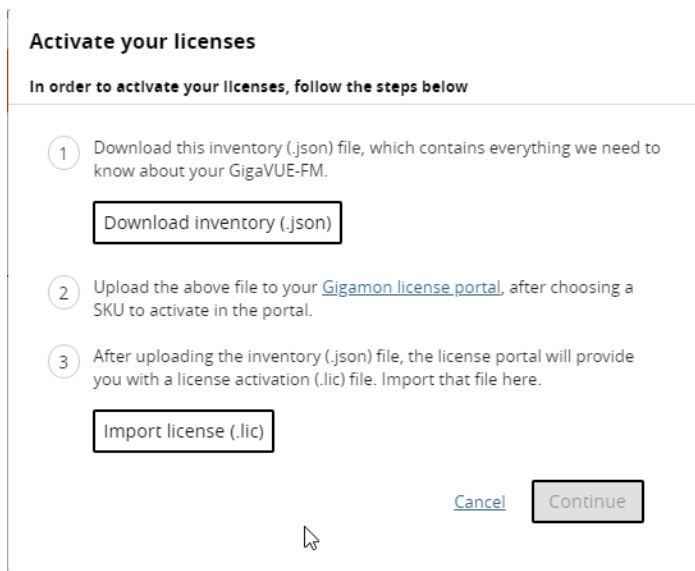 Activate your licenses
In order to activate your licenses, follow the steps below
1 Download this inventory (.json) file, which contains everything we need to
know about your GigaVUE-FM.
Download inventory (.json)
2 Upload the above file to your Gigamon license portal, after choosing a
SKU to activate in the portal.
3 After uploading the inventory (.json) file, the license portal will provide
you with a license activation (.lic) file. Import that file here.
Import license (.lic)
Cancel Continue